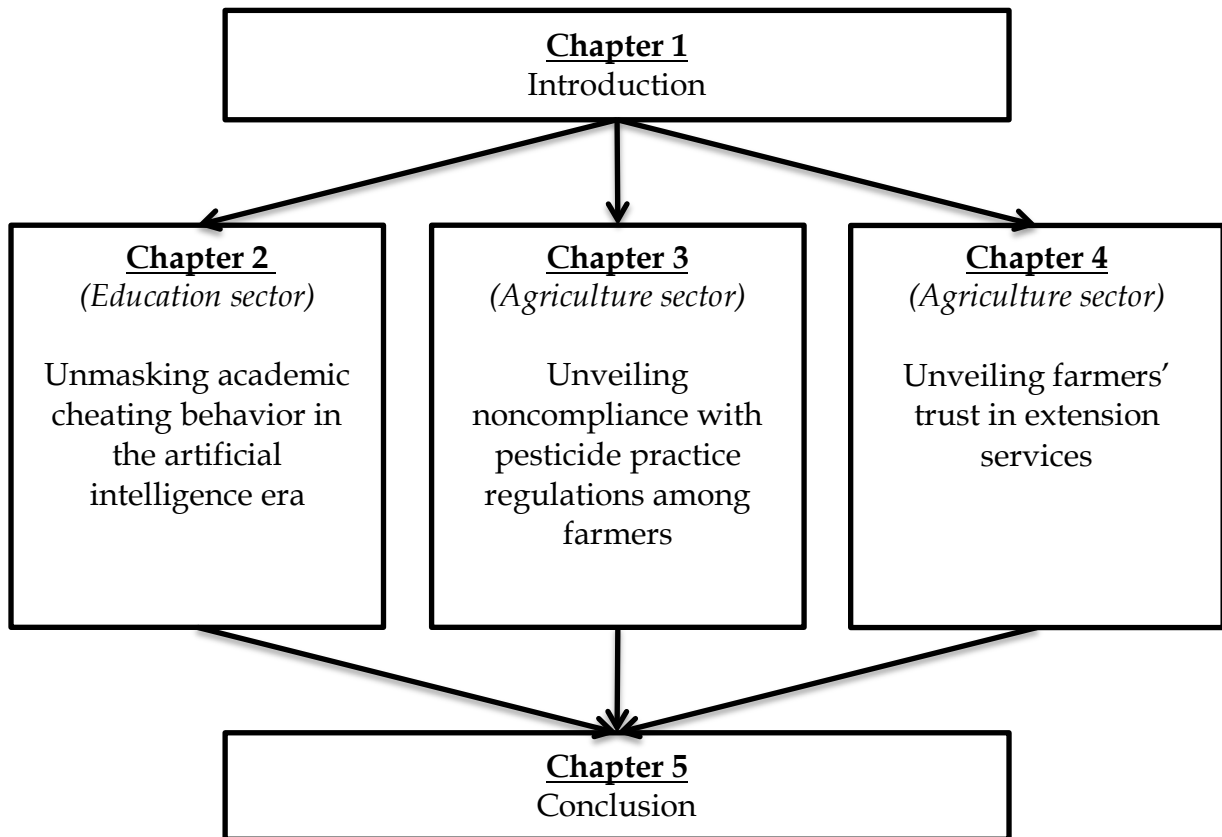 Chapter 1
Introduction
Chapter 2
(Education sector)
Unmasking academic
cheating behavior in
the artificial
intelligence era
Chapter 3
(Agriculture sector)
Unveiling
noncompliance with
pesticide practice
regulations among
farmers
Chapter 4
(Agriculture sector)
Unveiling farmers’
trust in extension
services
Chapter 5
Conclusion